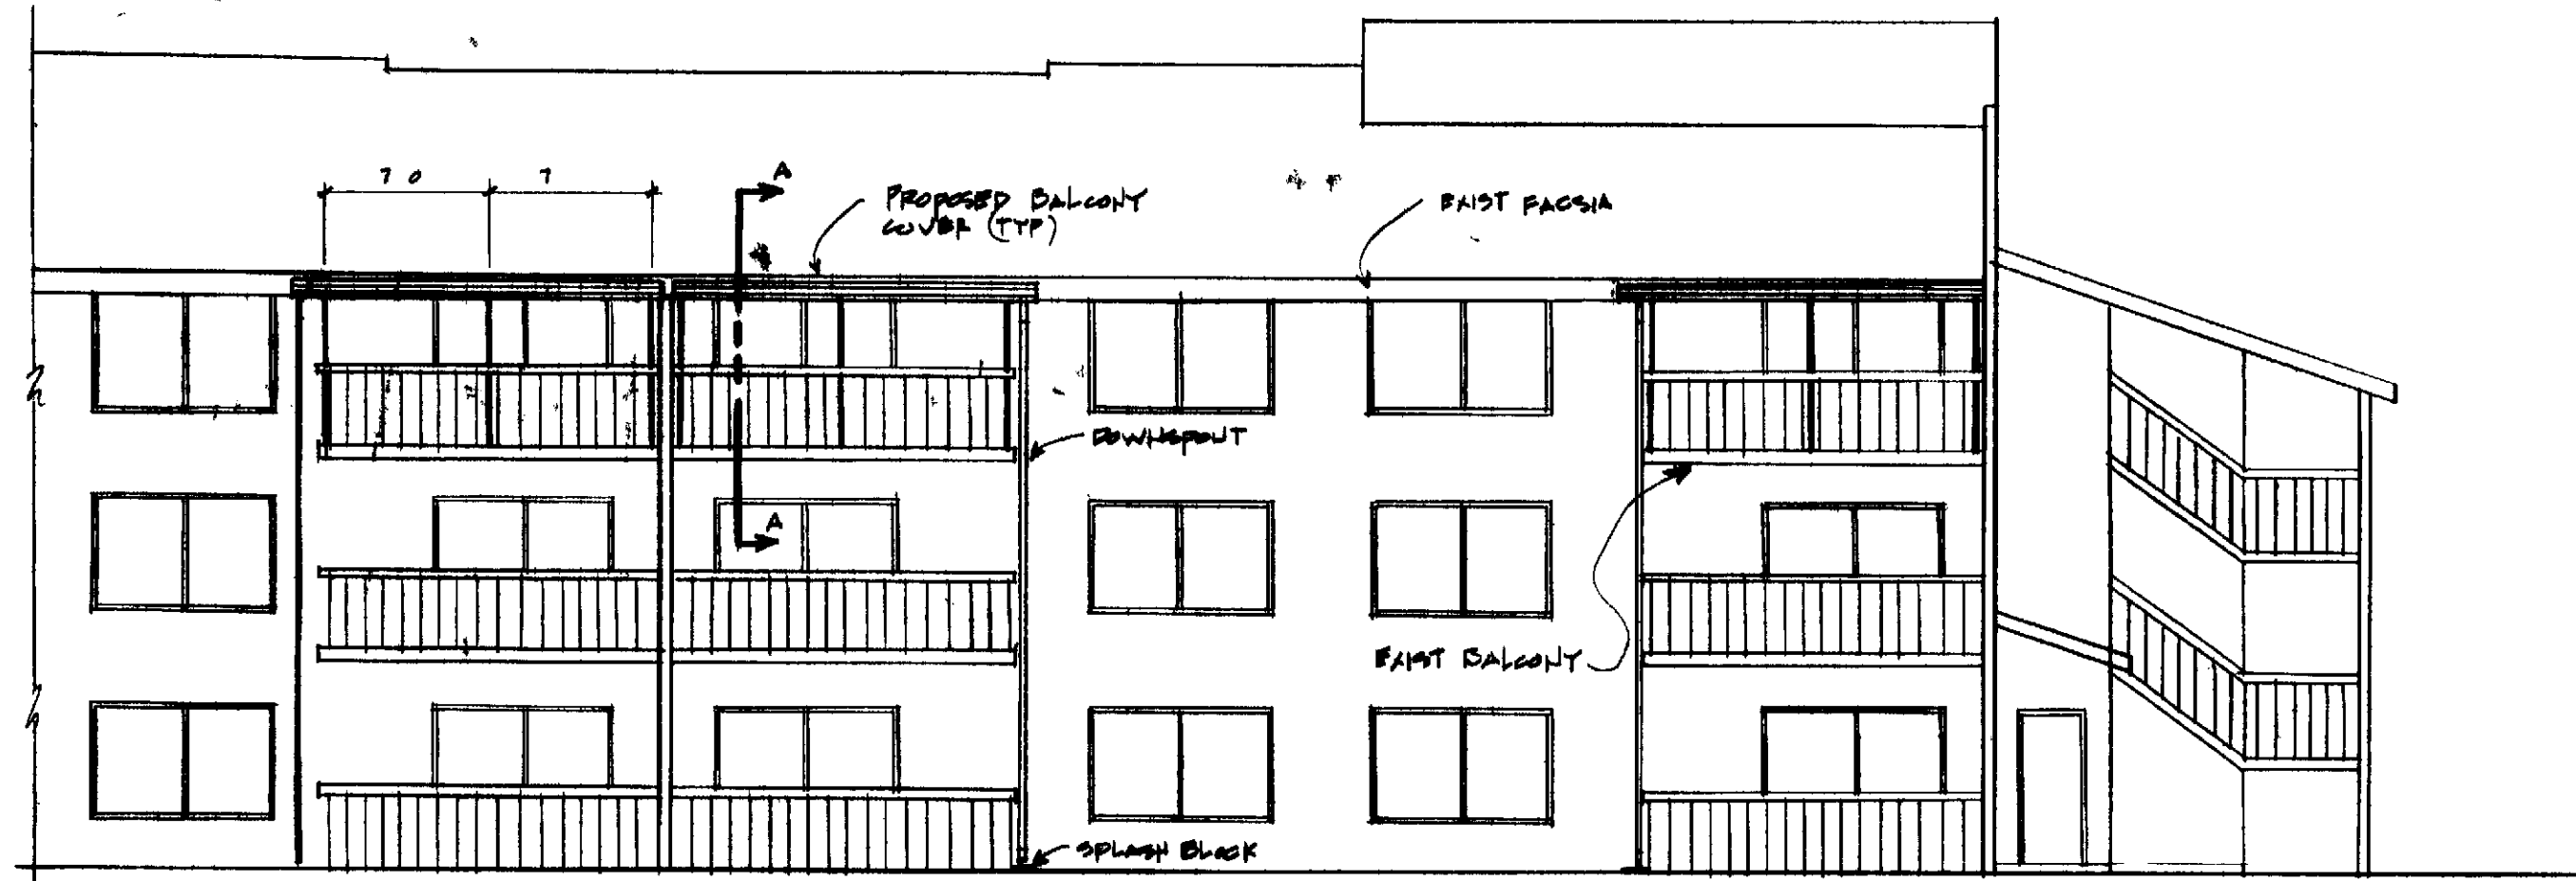 7 0
7
A
PROPOSED BALCONY
COVER (TYP)
EXIST FACSIA
DOWNSPOUT
A
EXIST BALCONY
SPLASH BLOCK